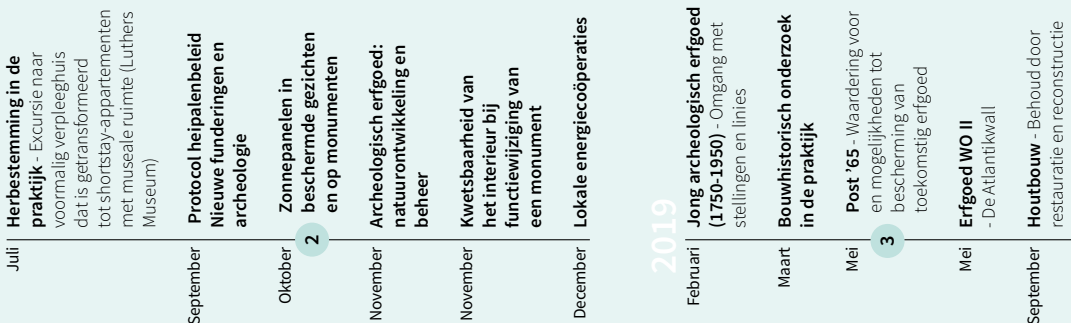 Juli
Herbestemming in de
praktijk - Excursie naar
voormalig verpleeghuis
dat is getransformeerd
tot shortstay-appartementen
met museale ruimte (Luthers
Museum)
September
Protocol heipalenbeleid
Nieuwe funderingen en
archeologie
Oktober
2
Zonnepanelen in
beschermde gezichten
en op monumenten
November
Archeologisch erfgoed:
natuurontwikkeling en
beheer
November
Kwetsbaarheid van
het interieur bij
functiewijziging van
een monument
December
Lokale energiecoöperaties
2019
Februari
Jong archeologisch erfgoed
(1750-1950) - Omgang met
stellingen en linies
Maart
Bouwhistorisch onderzoek
in de praktijk
Mei
3
Post ’65 - Waardering voor
en mogelijkheden tot
bescherming van
toekomstig erfgoed
Mei
Erfgoed WO II
- De Atlantikwall
September
Houtbouw - Behoud door
restauratie en reconstructie